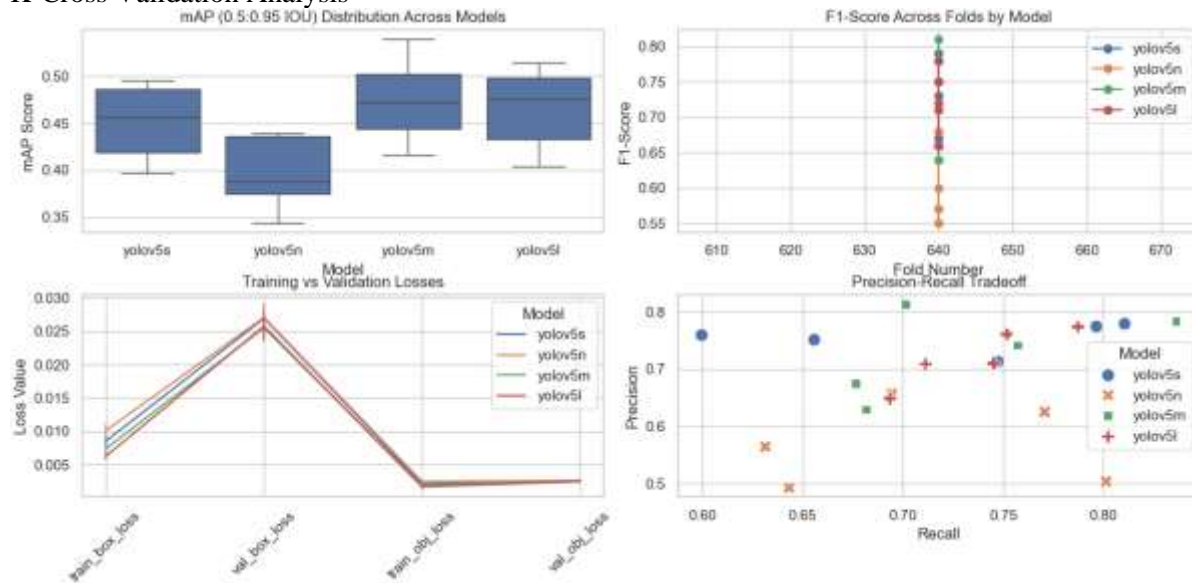 K-Cross-Validation Analysis
mAP (0.5:0.95 IOU) Distribution Across Models
mAP Score
0.50
0.45
0.40
0.35
yolov5s
yolov5n
yolov5m
yolov5l
Model
F1-Score Across Folds by Model
F1-Score
0.80
0.75
0.70
0.65
0.60
0.55
yolov5s
yolov5n
yolov5m
yolov5l
610
620
630
640
650
660
670
Fold Number
Training vs Validation Losses
Loss Value
0.030
0.025
0.020
0.015
0.010
0.005
Model
yolov5s
yolov5n
yolov5m
yolov5l
train_box_loss
val_box_loss
train_obj_loss
val_obj_loss
Precision-Recall Tradeoff
Precision
0.8
0.7
0.6
0.5
Model
yolov5s
yolov5n
yolov5m
yolov5l
0.60
0.65
0.70
0.75
0.80
Recall